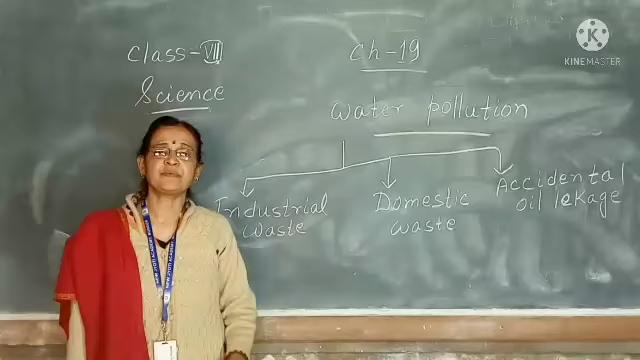 Class-VII
Science
Ch-19
Water pollution
Industrial
waste
Domestic
waste
Accidental
oil lekage
K
KINEMASTER